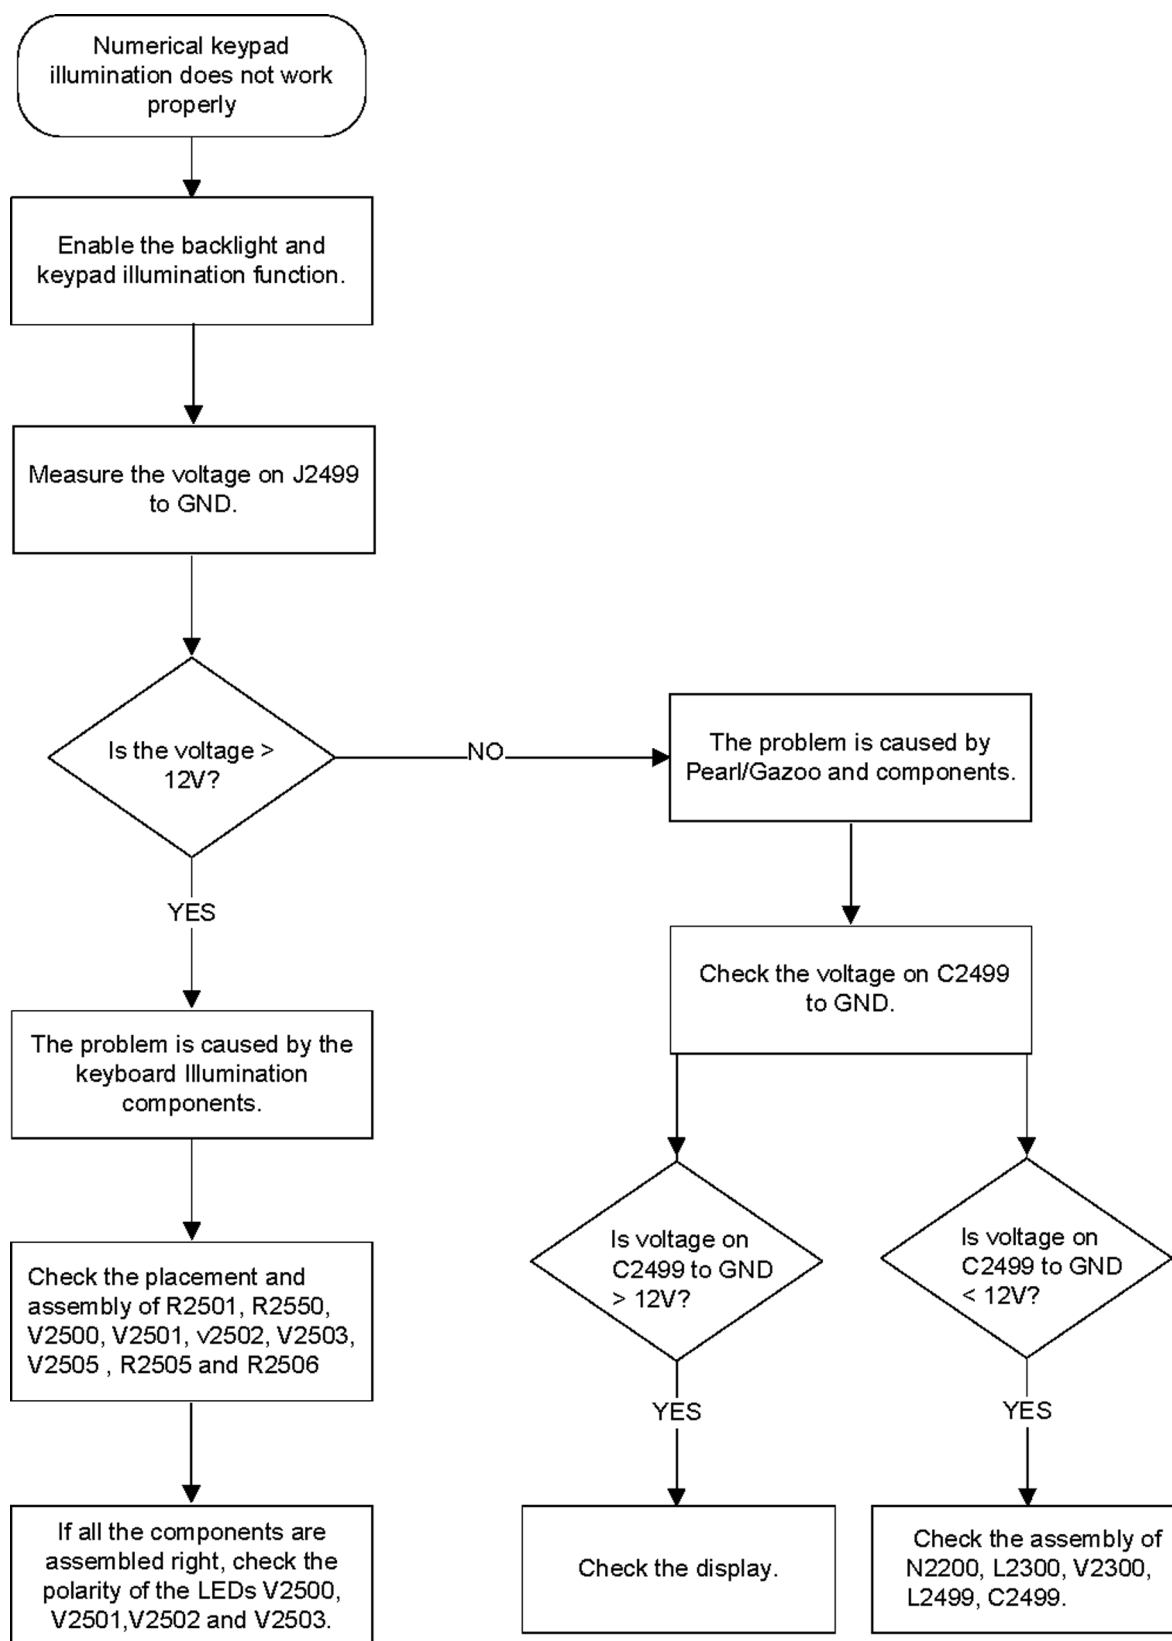 Numerical keypad
illumination does not work
properly
Enable the backlight and
keypad illumination function.
Measure the voltage on J2499
to GND.
Is the voltage >
12V?
NO
The problem is caused by
Pearl/Gazoo and components.
YES
Check the voltage on C2499
to GND.
The problem is caused by the
keyboard Illumination
components.
Check the placement and
assembly of R2501, R2550,
V2500, V2501, v2502, V2503,
V2505 , R2505 and R2506
Is voltage on
C2499 to GND
> 12V?
Is voltage on
C2499 to GND
< 12V?
YES
YES
If all the components are
assembled right, check the
polarity of the LEDs V2500,
V2501,V2502 and V2503.
Check the display.
Check the assembly of
N2200, L2300, V2300,
L2499, C2499.